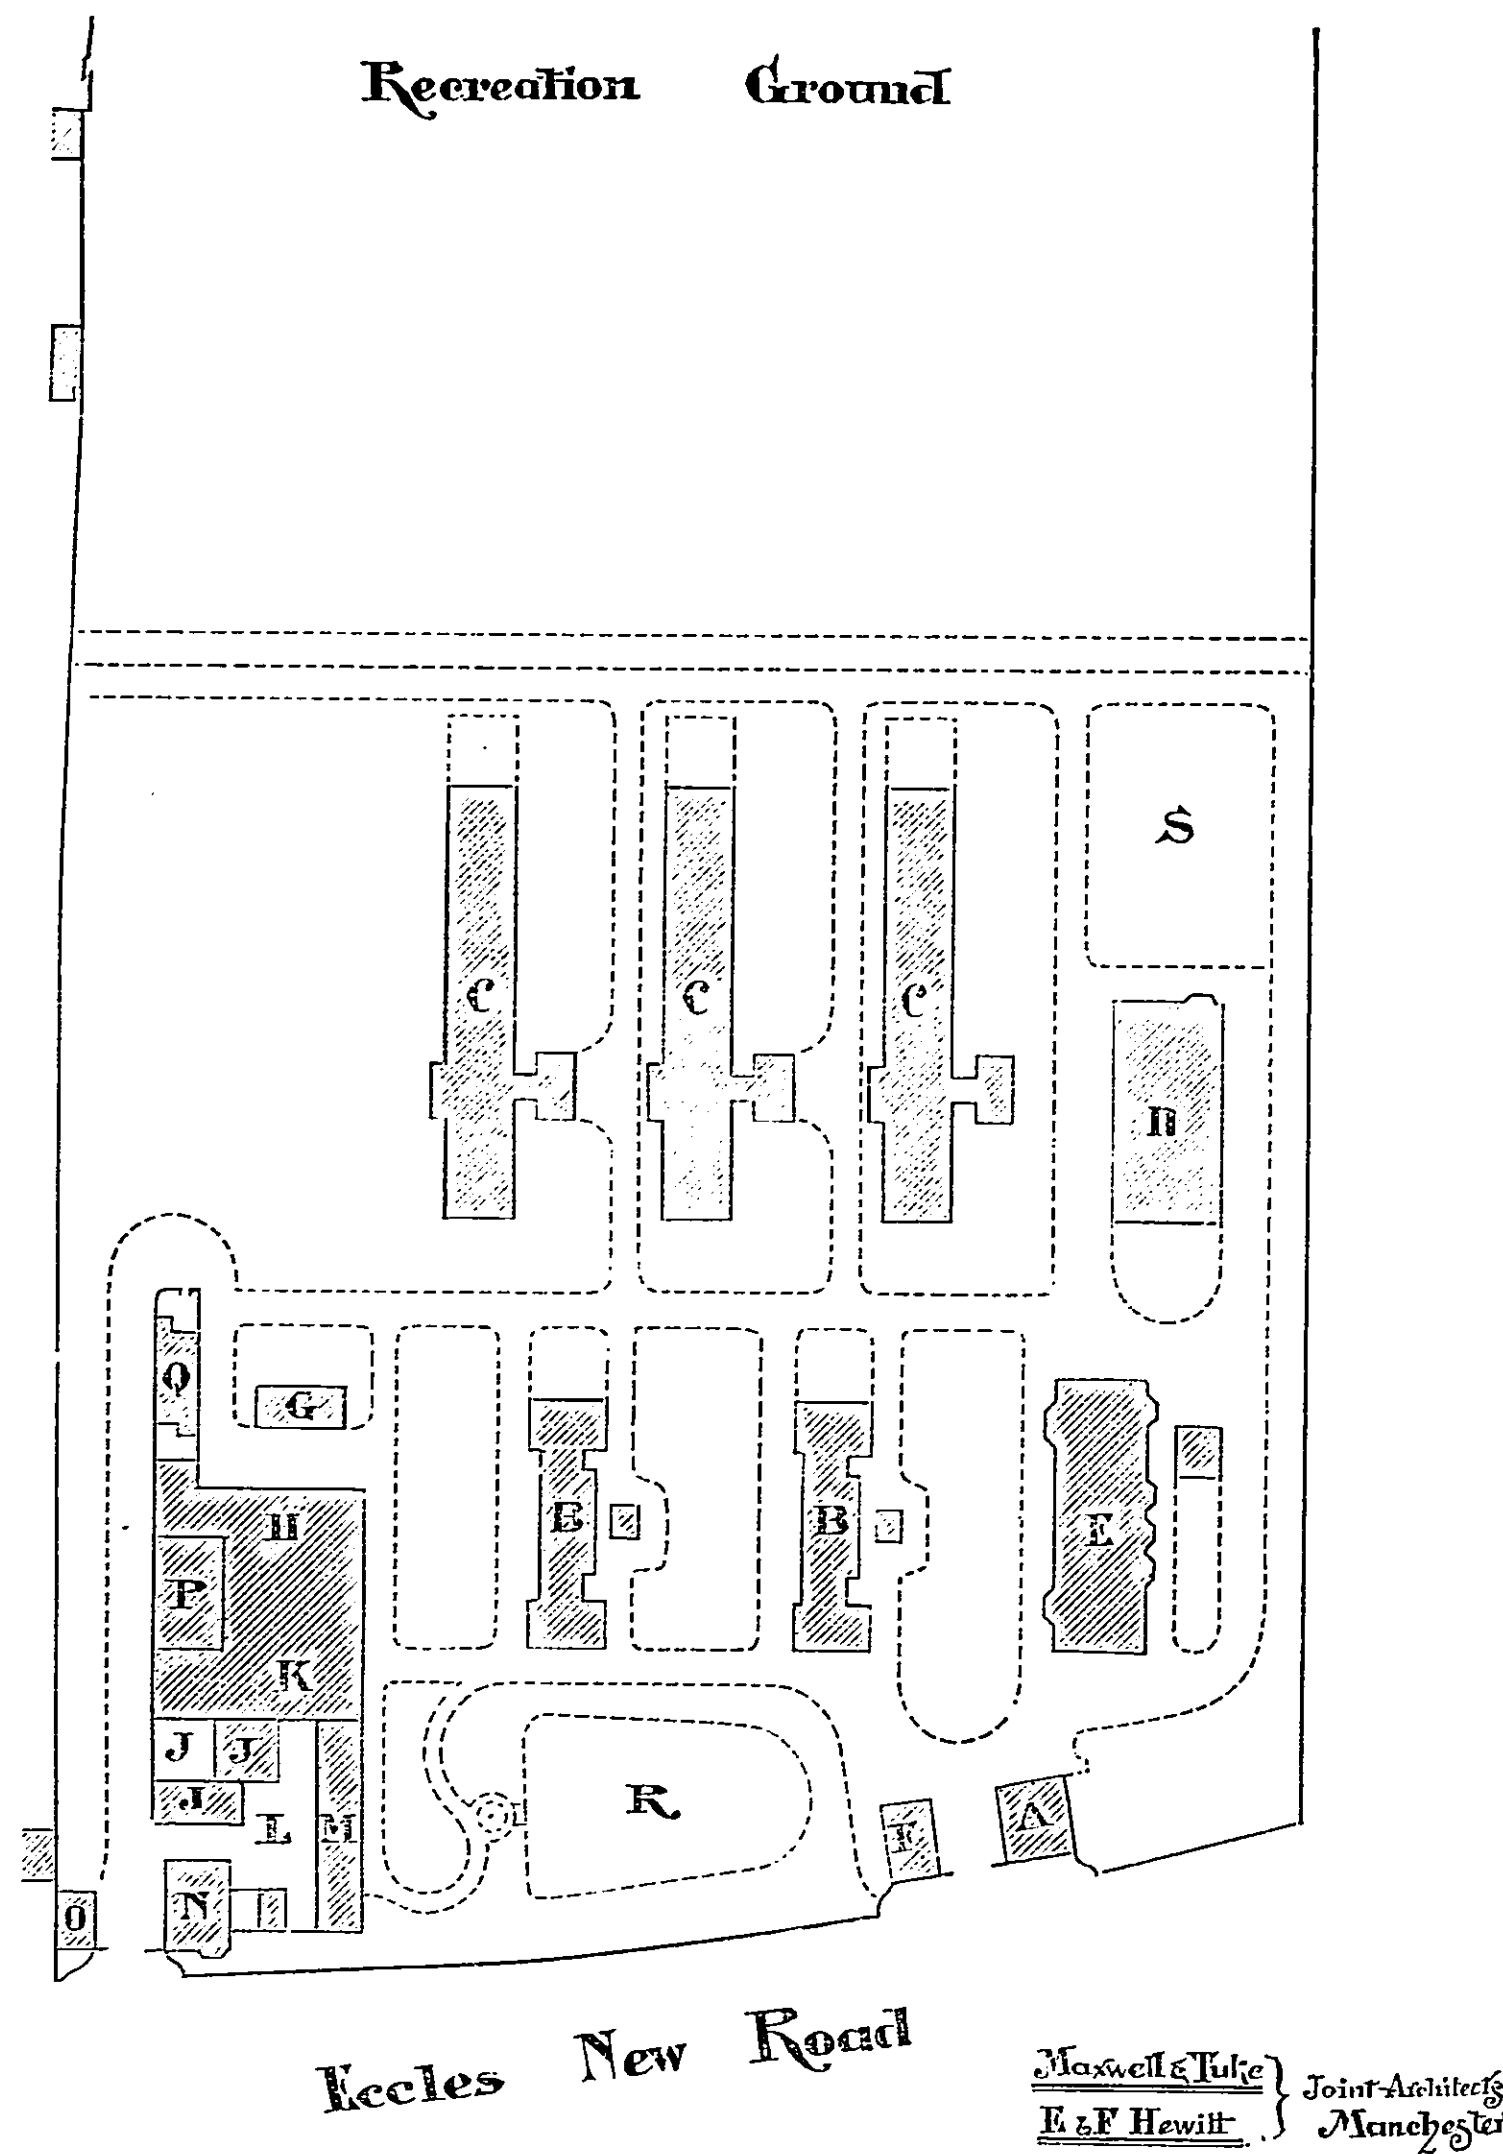 Recreation Ground
S
C C C
D
Q
G
B B
H
E
P
K
J J
R
J
L M
A
F
N
O
Eccles New Road
Maxwell & Tuke
E & F Hewitt
Joint Architects
Manchester